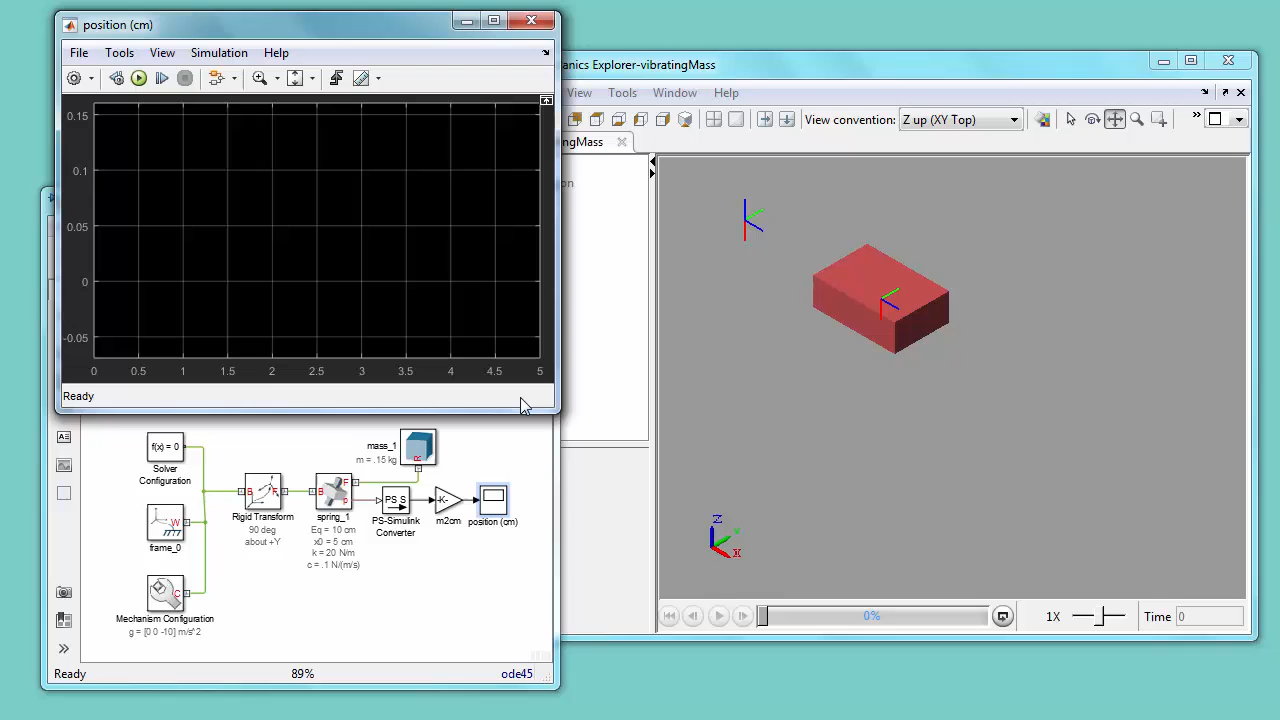 position (cm)
File Tools View Simulation Help
0.15
0.1
0.05
0
-0.05
0 0.5 1 1.5 2 2.5 3 3.5 4 4.5 5
Ready
anics Explorer-vibratingMass
View Tools Window Help
View convention: Z up (XY Top)
ngMass
on
Z
Y
X
0% 1X Time 0
f(x) = 0
Solver
Configuration
W
frame_0
C
Mechanism Configuration
g = [0 0 -10] m/s^2
B F
Rigid Transform
90 deg
about +Y
B F
P
spring_1
Eq = 10 cm
x0 = 5 cm
k = 20 N/m
c = .1 N/(m/s)
mass_1
m = .15 kg
R
PS S
PS-Simulink
Converter
-K-
m2cm
position (cm)
Ready 89% ode45